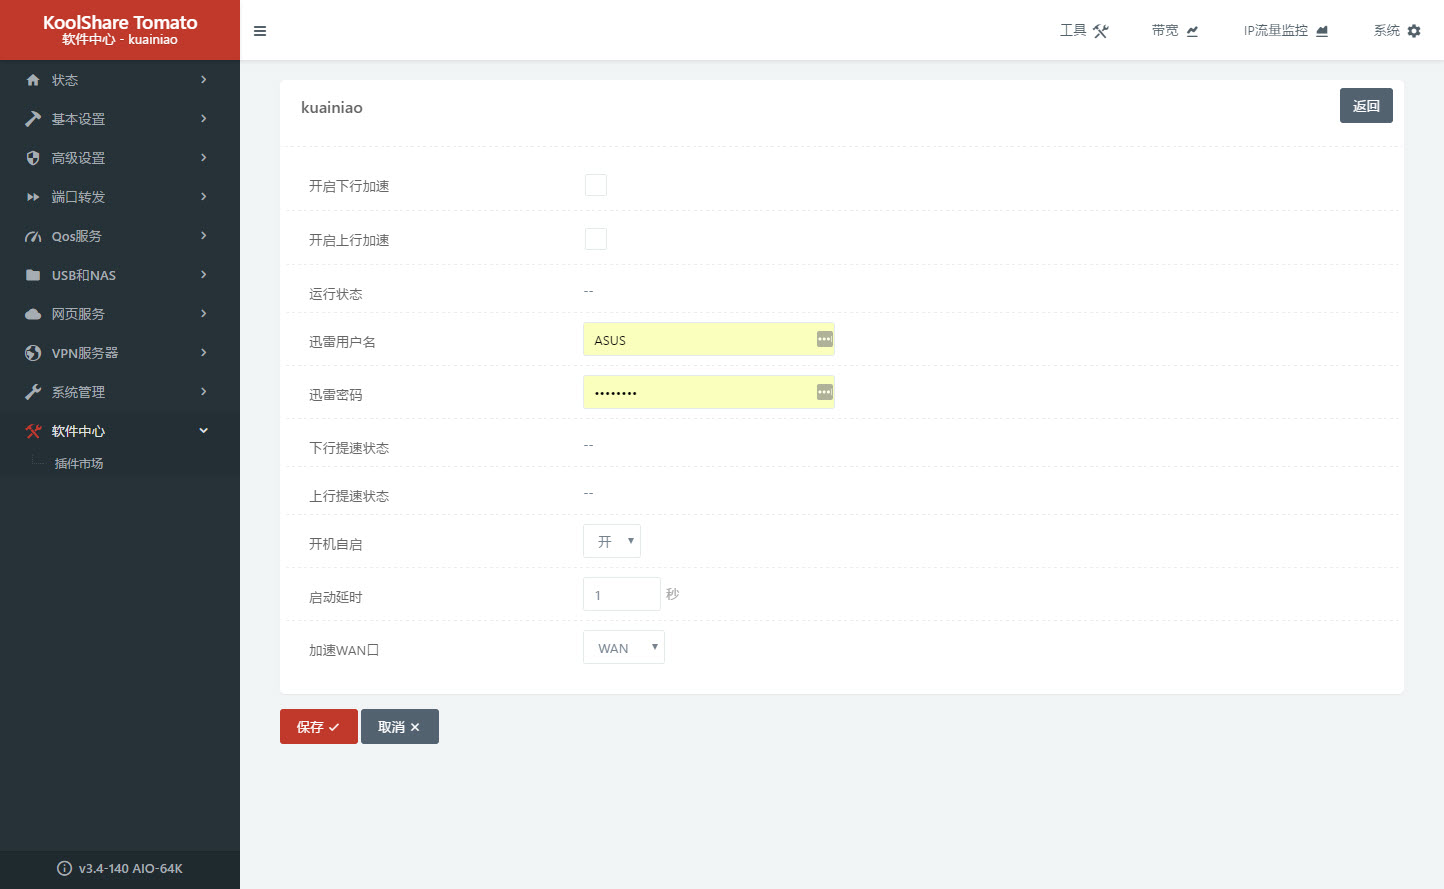 KoolShare Tomato
软件中心 - kuainiao
工具
带宽
IP流量监控
系统
状态
基本设置
高级设置
端口转发
Qos服务
USB和NAS
网页服务
VPN服务器
系统管理
软件中心
插件市场
v3.4-140 AIO-64K
kuainiao
返回
开启下行加速
开启上行加速
运行状态 --
迅雷用户名 ASUS
迅雷密码 ••••••••
下行提速状态 --
上行提速状态 --
开机自启 开
启动延时 1 秒
加速WAN口 WAN
保存
取消